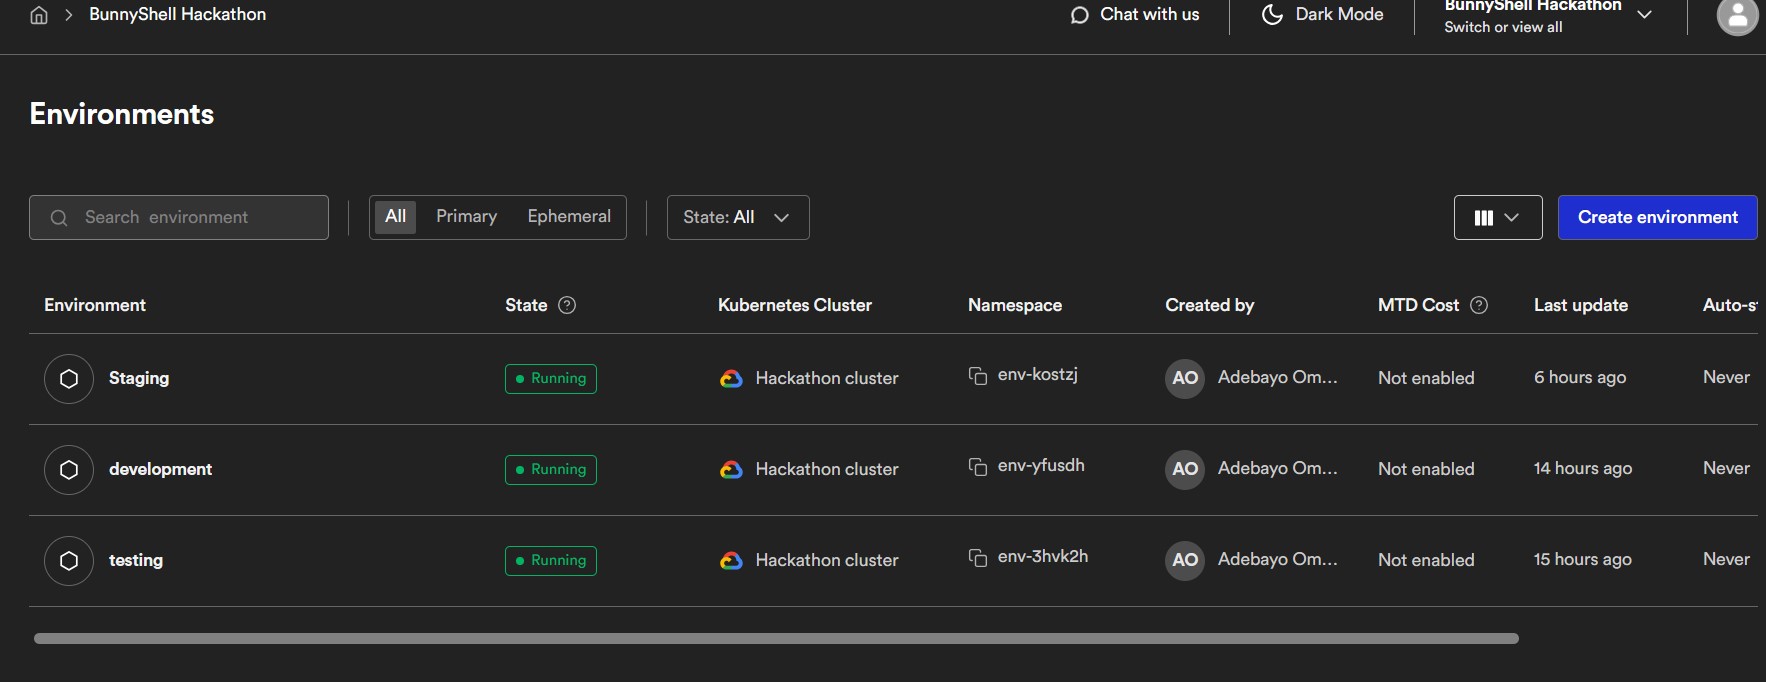 BunnyShell Hackathon
Chat with us
Dark Mode
BunnyShell Hackathon
Switch or view all
Environments
Search environment
All Primary Ephemeral
State: All
Create environment
Environment State Kubernetes Cluster Namespace Created by MTD Cost Last update Auto-s
Staging Running Hackathon cluster env-kostzj AO Adebayo Om... Not enabled 6 hours ago Never
development Running Hackathon cluster env-yfusdh AO Adebayo Om... Not enabled 14 hours ago Never
testing Running Hackathon cluster env-3hvk2h AO Adebayo Om... Not enabled 15 hours ago Never